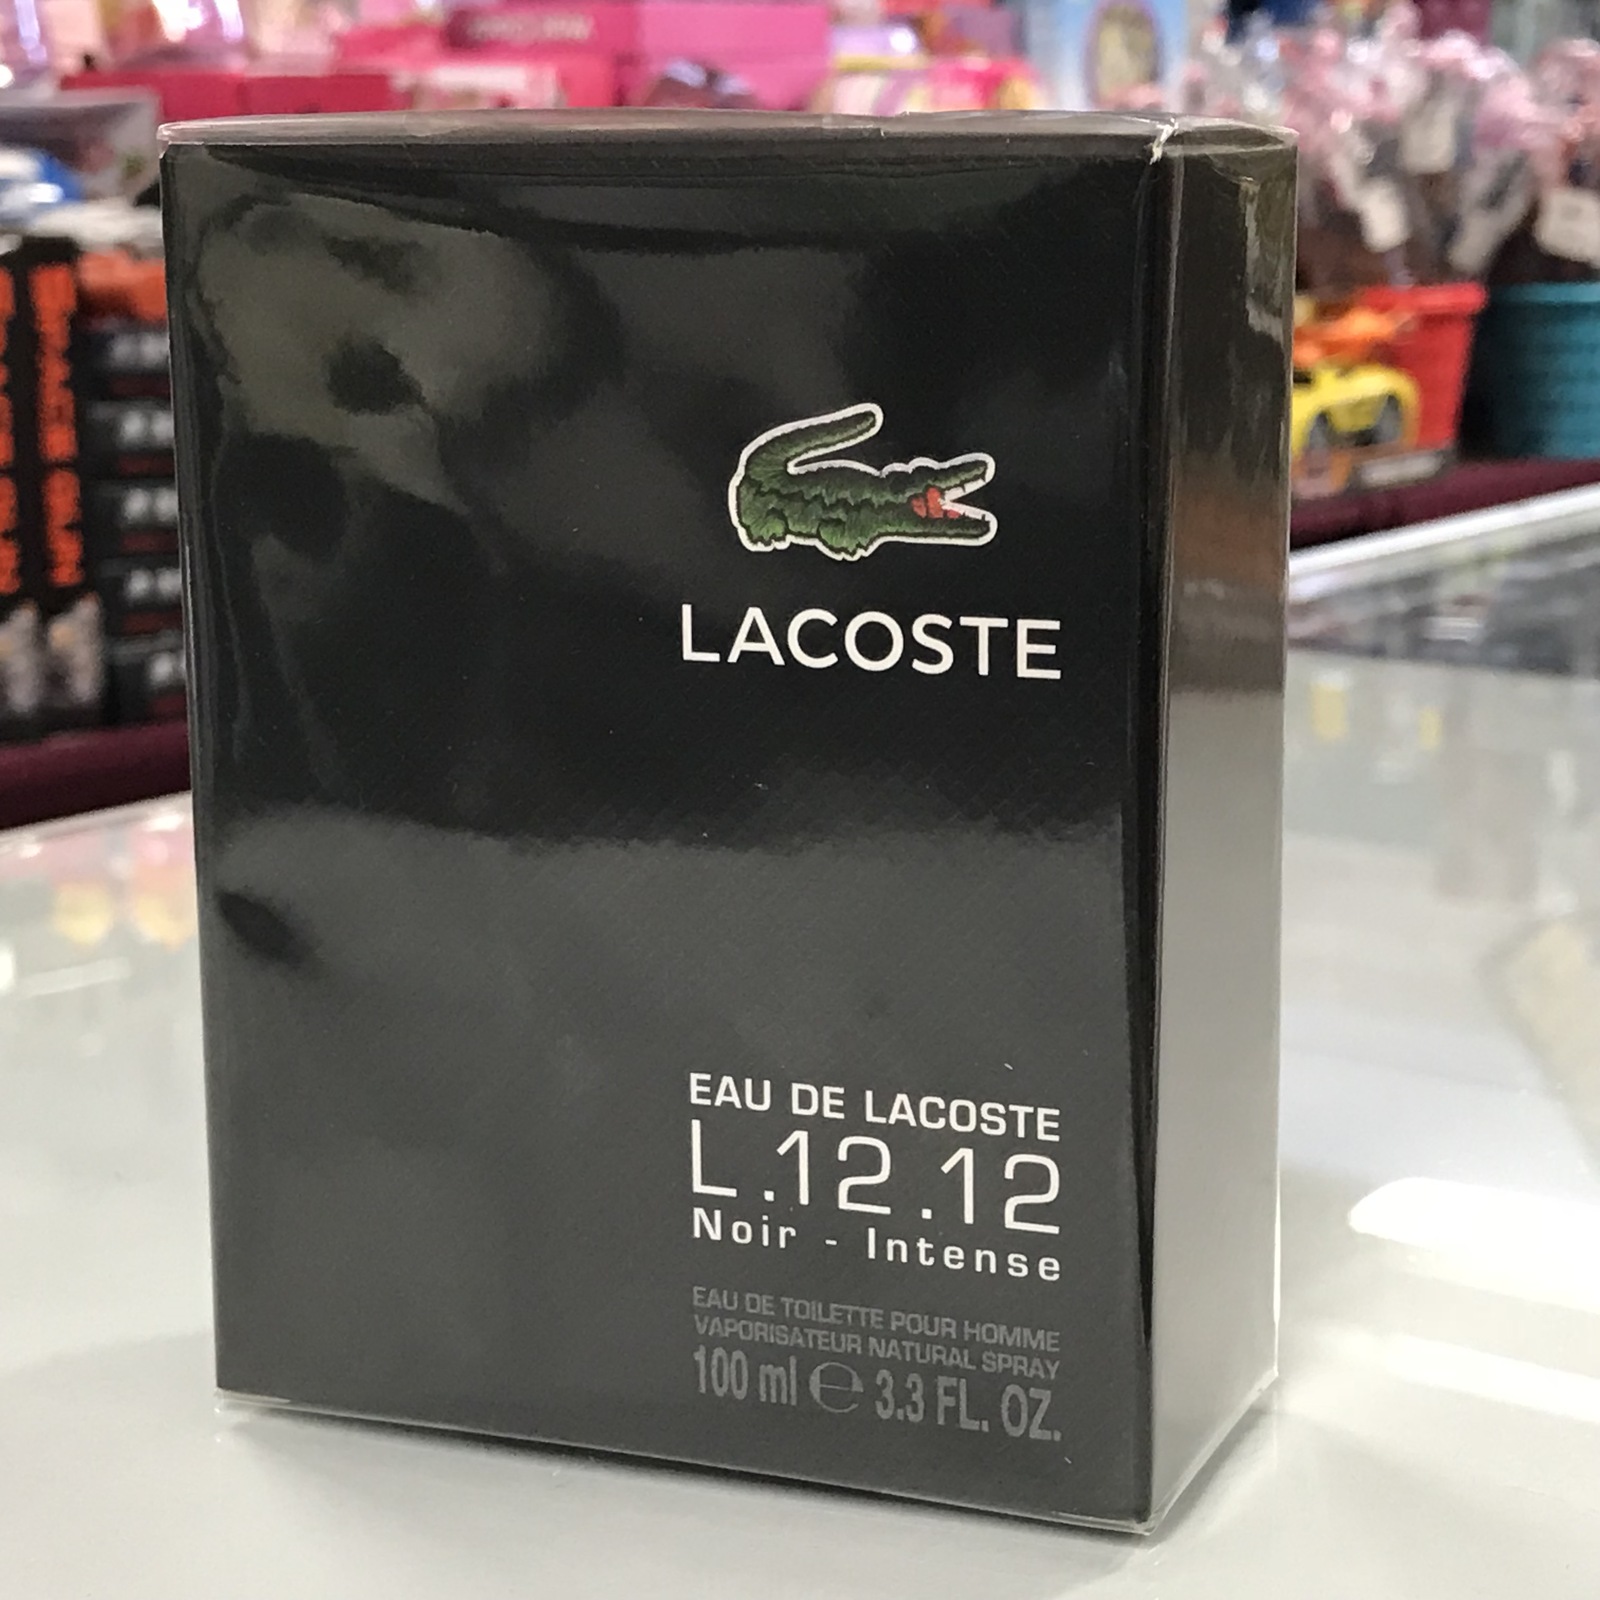 LACOSTE
EAU DE LACOSTE
L.12.12
Noir - Intense
EAU DE TOILETTE POUR HOMME
VAPORISATEUR NATURAL SPRAY
100 ml ℮ 3.3 FL. OZ.